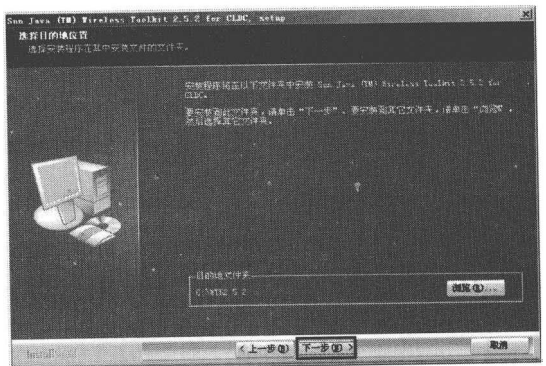 Sun Java (TM) Wireless Toolkit 2.5.2 for CLDC, setup
选择目的地位置
选择安装程序在其中安装文件的文件夹。
安装程序将在以下文件夹中安装 Sun Java (TM) Wireless Toolkit 2.5.2 for
CLDC。
要安装到此文件夹，请单击“下一步”。要安装到其它文件夹，请单击“浏览”，
然后选择其它文件夹。
目的地文件夹
C:\WTK2.5.2
浏览(R)...
InstallShield
< 上一步(B)
下一步(N) >
取消